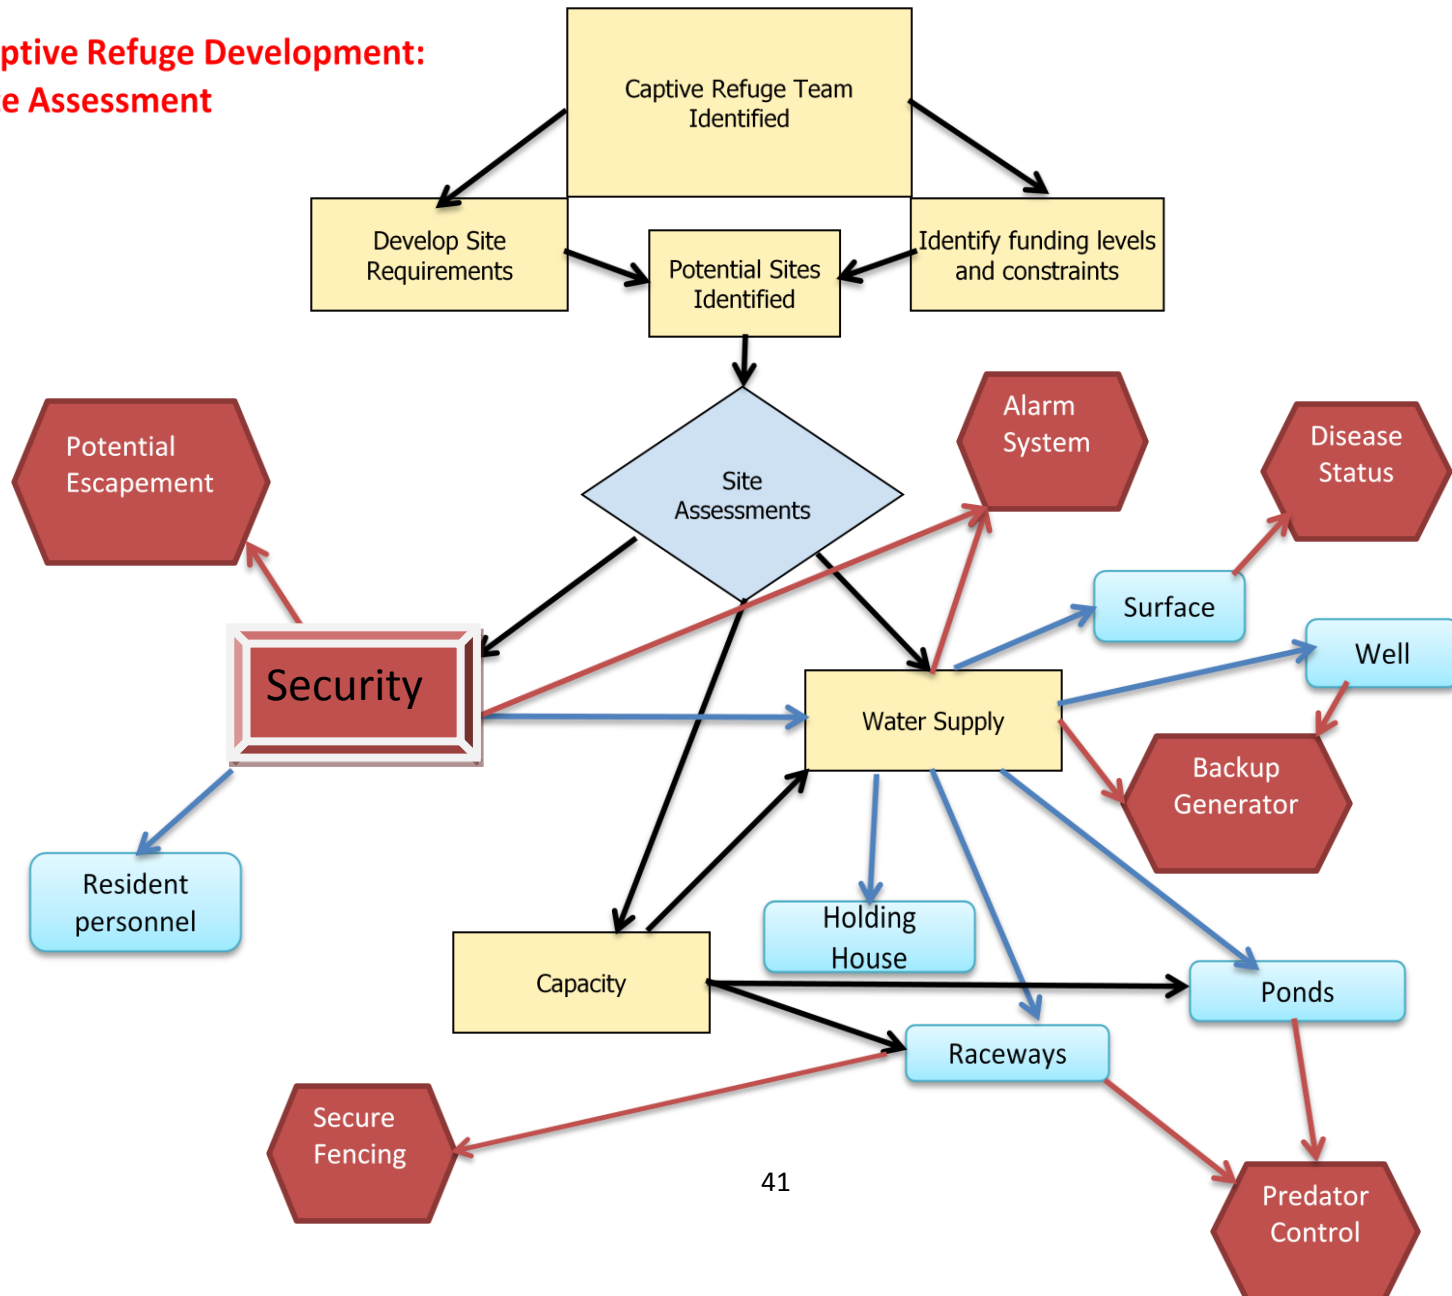 ptive Refuge Development:
te Assessment
Captive Refuge Team
Identified
Develop Site
Requirements
Potential Sites
Identified
Identify funding levels
and constraints
Potential
Escapement
Site
Assessments
Alarm
System
Disease
Status
Surface
Well
Security
Water Supply
Backup
Generator
Resident
personnel
Holding
House
Capacity
Ponds
Raceways
Secure
Fencing
41
Predator
Control